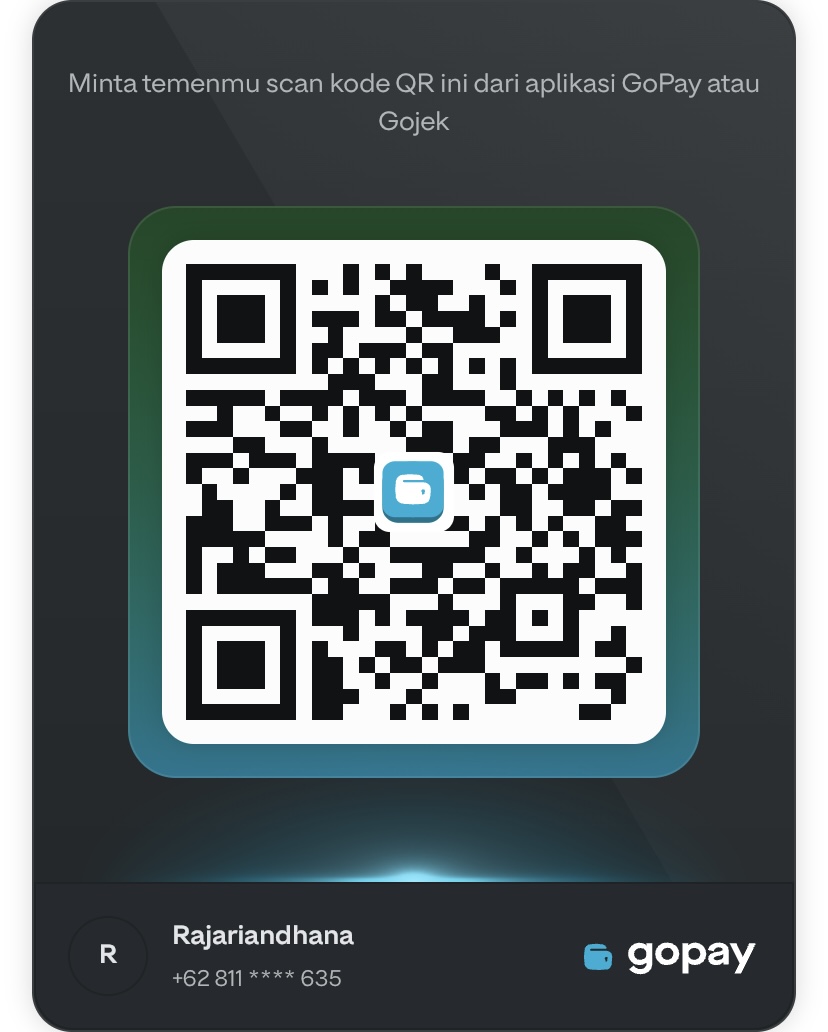 Minta temenmu scan kode QR ini dari aplikasi GoPay atau
Gojek
R
Rajariandhana
+62 811 **** 635
gopay